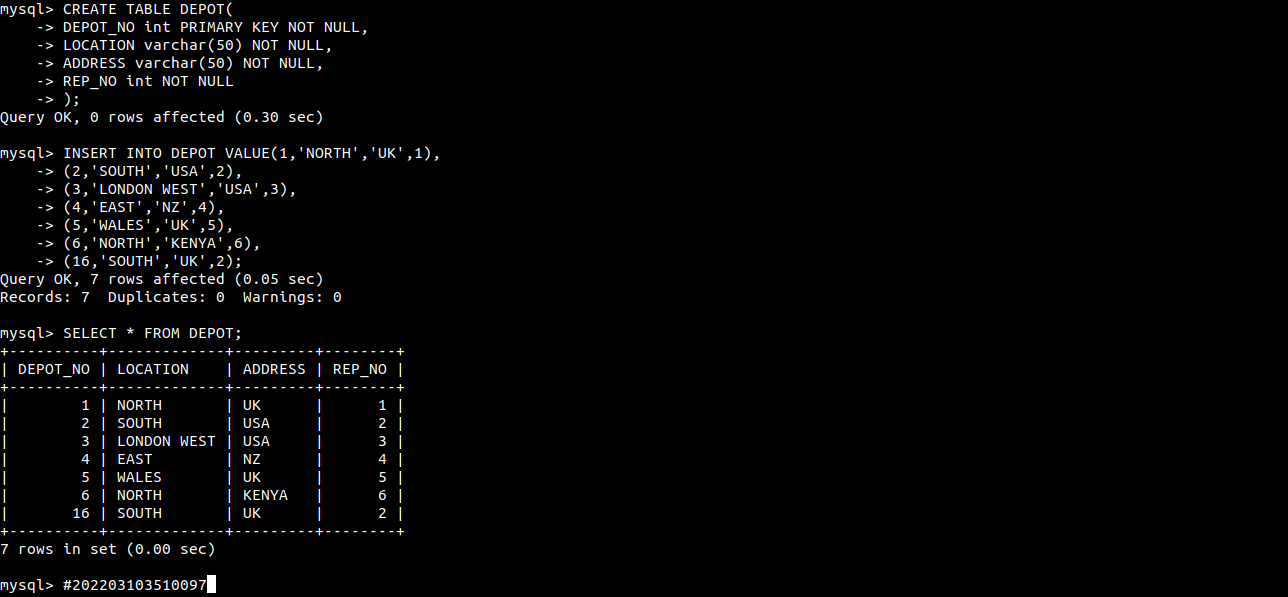 mysql> CREATE TABLE DEPOT(
    -> DEPOT_NO int PRIMARY KEY NOT NULL,
    -> LOCATION varchar(50) NOT NULL,
    -> ADDRESS varchar(50) NOT NULL,
    -> REP_NO int NOT NULL
    -> );
Query OK, 0 rows affected (0.30 sec)

mysql> INSERT INTO DEPOT VALUE(1,'NORTH','UK',1),
    -> (2,'SOUTH','USA',2),
    -> (3,'LONDON WEST','USA',3),
    -> (4,'EAST','NZ',4),
    -> (5,'WALES','UK',5),
    -> (6,'NORTH','KENYA',6),
    -> (16,'SOUTH','UK',2);
Query OK, 7 rows affected (0.05 sec)
Records: 7  Duplicates: 0  Warnings: 0

mysql> SELECT * FROM DEPOT;
+----------+-------------+---------+--------+
| DEPOT_NO | LOCATION    | ADDRESS | REP_NO |
+----------+-------------+---------+--------+
|        1 | NORTH       | UK      |      1 |
|        2 | SOUTH       | USA     |      2 |
|        3 | LONDON WEST | USA     |      3 |
|        4 | EAST        | NZ      |      4 |
|        5 | WALES       | UK      |      5 |
|        6 | NORTH       | KENYA   |      6 |
|       16 | SOUTH       | UK      |      2 |
+----------+-------------+---------+--------+
7 rows in set (0.00 sec)

mysql> #202203103510097